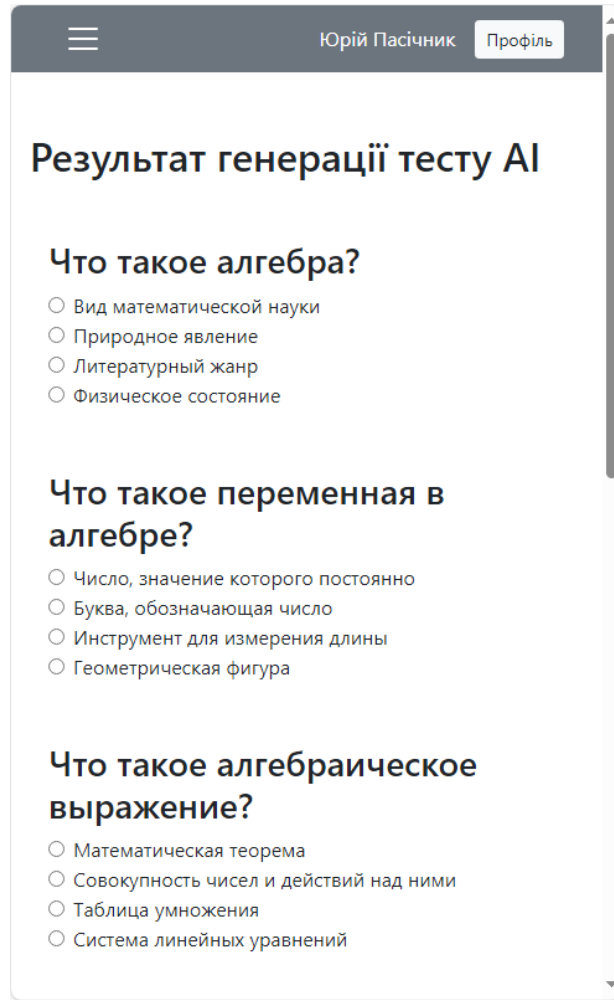 Юрій Пасічник Профіль
Результат генерації тесту AI
Что такое алгебра?
Вид математической науки
Природное явление
Литературный жанр
Физическое состояние
Что такое переменная в
алгебре?
Число, значение которого постоянно
Буква, обозначающая число
Инструмент для измерения длины
Геометрическая фигура
Что такое алгебраическое
выражение?
Математическая теорема
Совокупность чисел и действий над ними
Таблица умножения
Система линейных уравнений